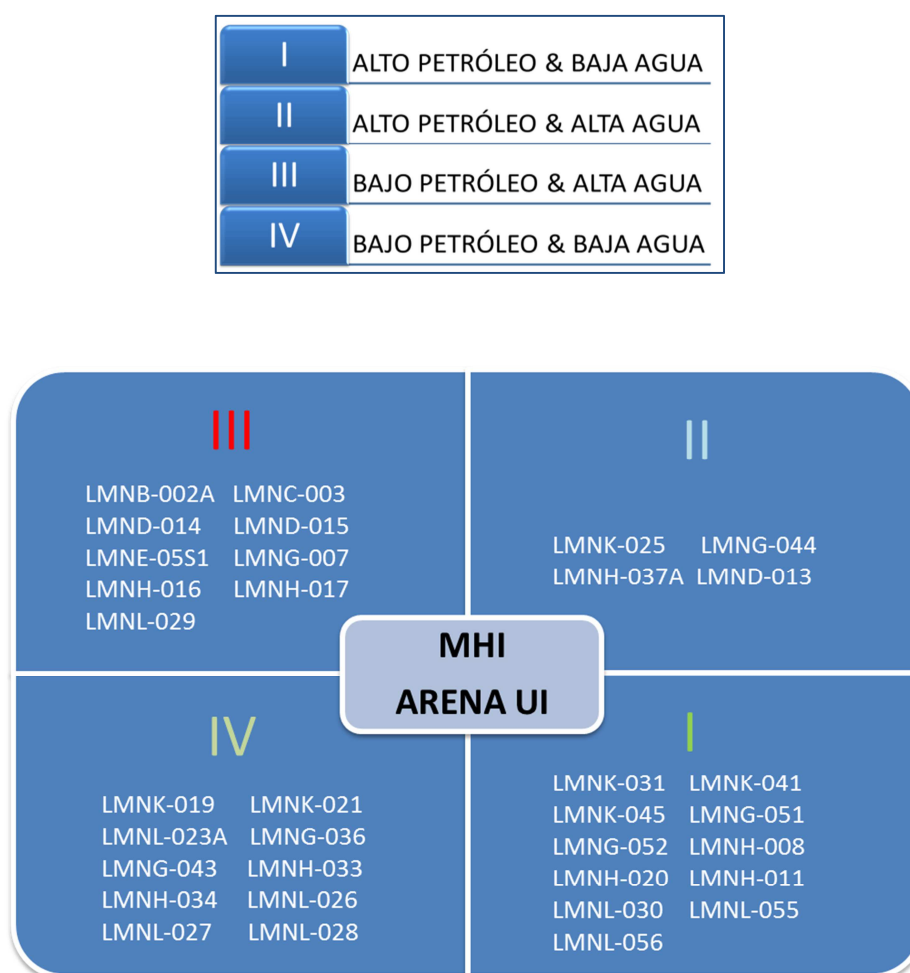 I
ALTO PETRÓLEO & BAJA AGUA
II
ALTO PETRÓLEO & ALTA AGUA
III
BAJO PETRÓLEO & ALTA AGUA
IV
BAJO PETRÓLEO & BAJA AGUA
III
LMNB-002A LMNC-003
LMND-014 LMND-015
LMNE-05S1 LMNG-007
LMNH-016 LMNH-017
LMNL-029
II
LMNK-025 LMNG-044
LMNH-037A LMND-013
MHI
ARENA UI
IV
LMNK-019 LMNK-021
LMNL-023A LMNG-036
LMNG-043 LMNH-033
LMNH-034 LMNL-026
LMNL-027 LMNL-028
I
LMNK-031 LMNK-041
LMNK-045 LMNG-051
LMNG-052 LMNH-008
LMNH-020 LMNH-011
LMNL-030 LMNL-055
LMNL-056